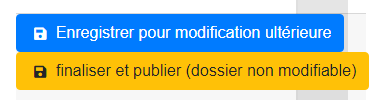 Enregistrer pour modification ultérieure
finaliser et publier (dossier non modifiable)